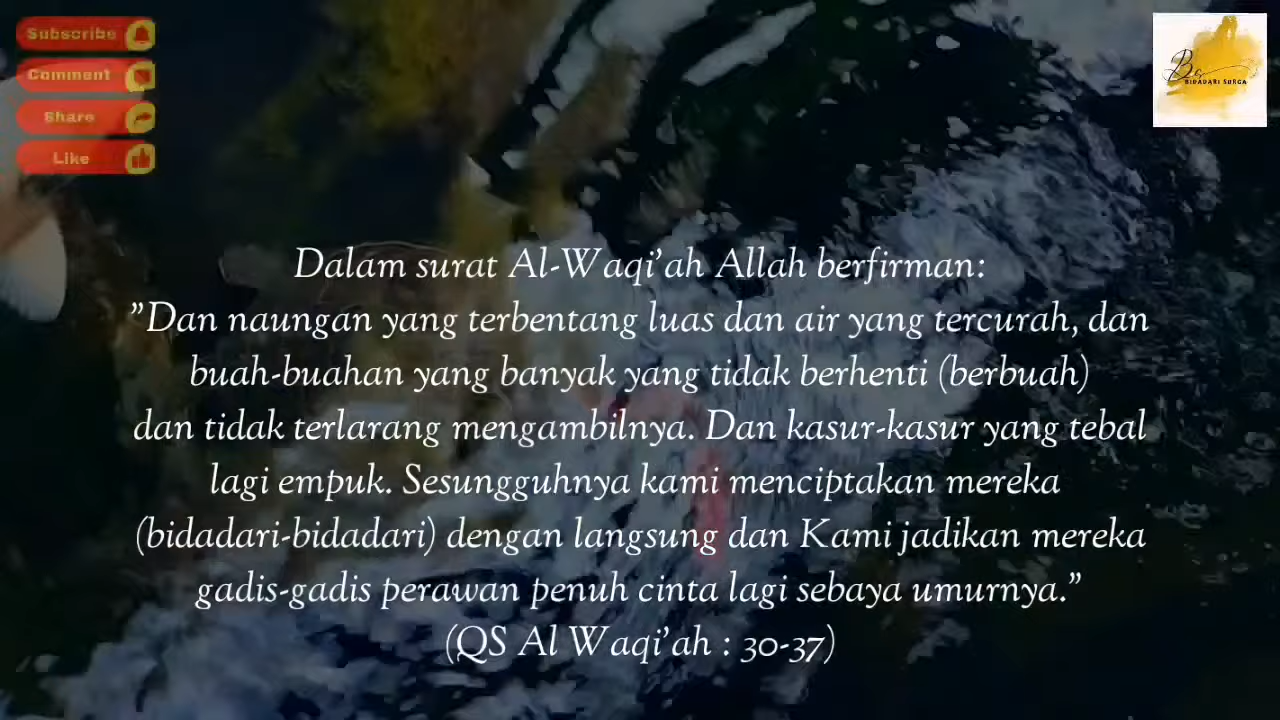 Subscribe
Comment
Share
Like
Bs
BIDADARI SURGA
Dalam surat Al-Waqi’ah Allah berfirman:
”Dan naungan yang terbentang luas dan air yang tercurah, dan
buah-buahan yang banyak yang tidak berhenti (berbuah)
dan tidak terlarang mengambilnya. Dan kasur-kasur yang tebal
lagi empuk. Sesungguhnya kami menciptakan mereka
(bidadari-bidadari) dengan langsung dan Kami jadikan mereka
gadis-gadis perawan penuh cinta lagi sebaya umurnya.”
(QS Al Waqi’ah : 30-37)